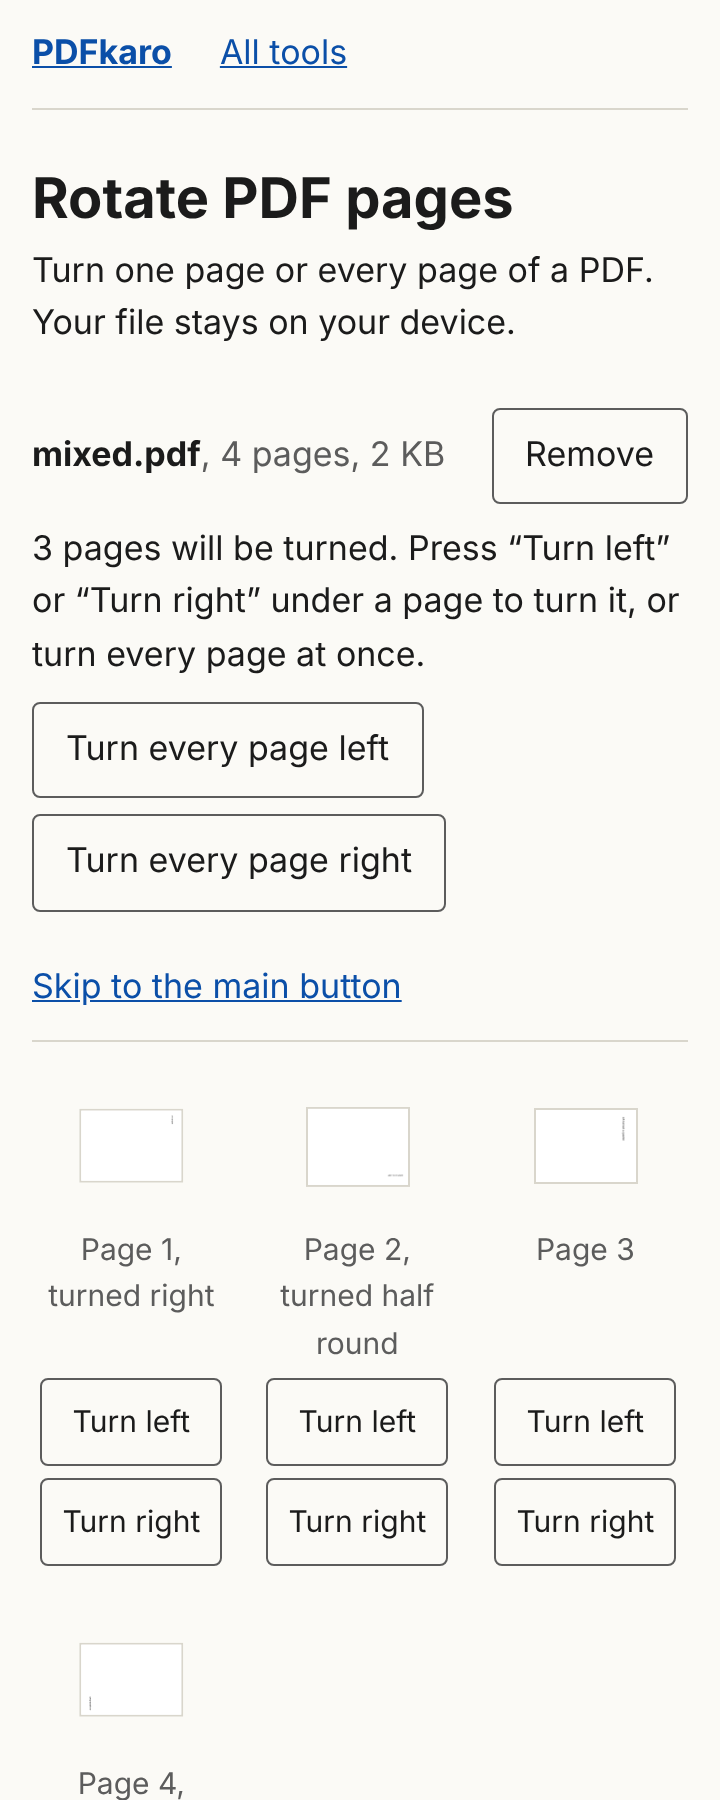 PDFkaro All tools
Rotate PDF pages
Turn one page or every page of a PDF.
Your file stays on your device.
mixed.pdf, 4 pages, 2 KB Remove
3 pages will be turned. Press “Turn left”
or “Turn right” under a page to turn it, or
turn every page at once.
Turn every page left
Turn every page right
Skip to the main button
Page 1,
turned right
Page 2,
turned half
round
Page 3
Turn left Turn left Turn left
Turn right Turn right Turn right
Page 4,